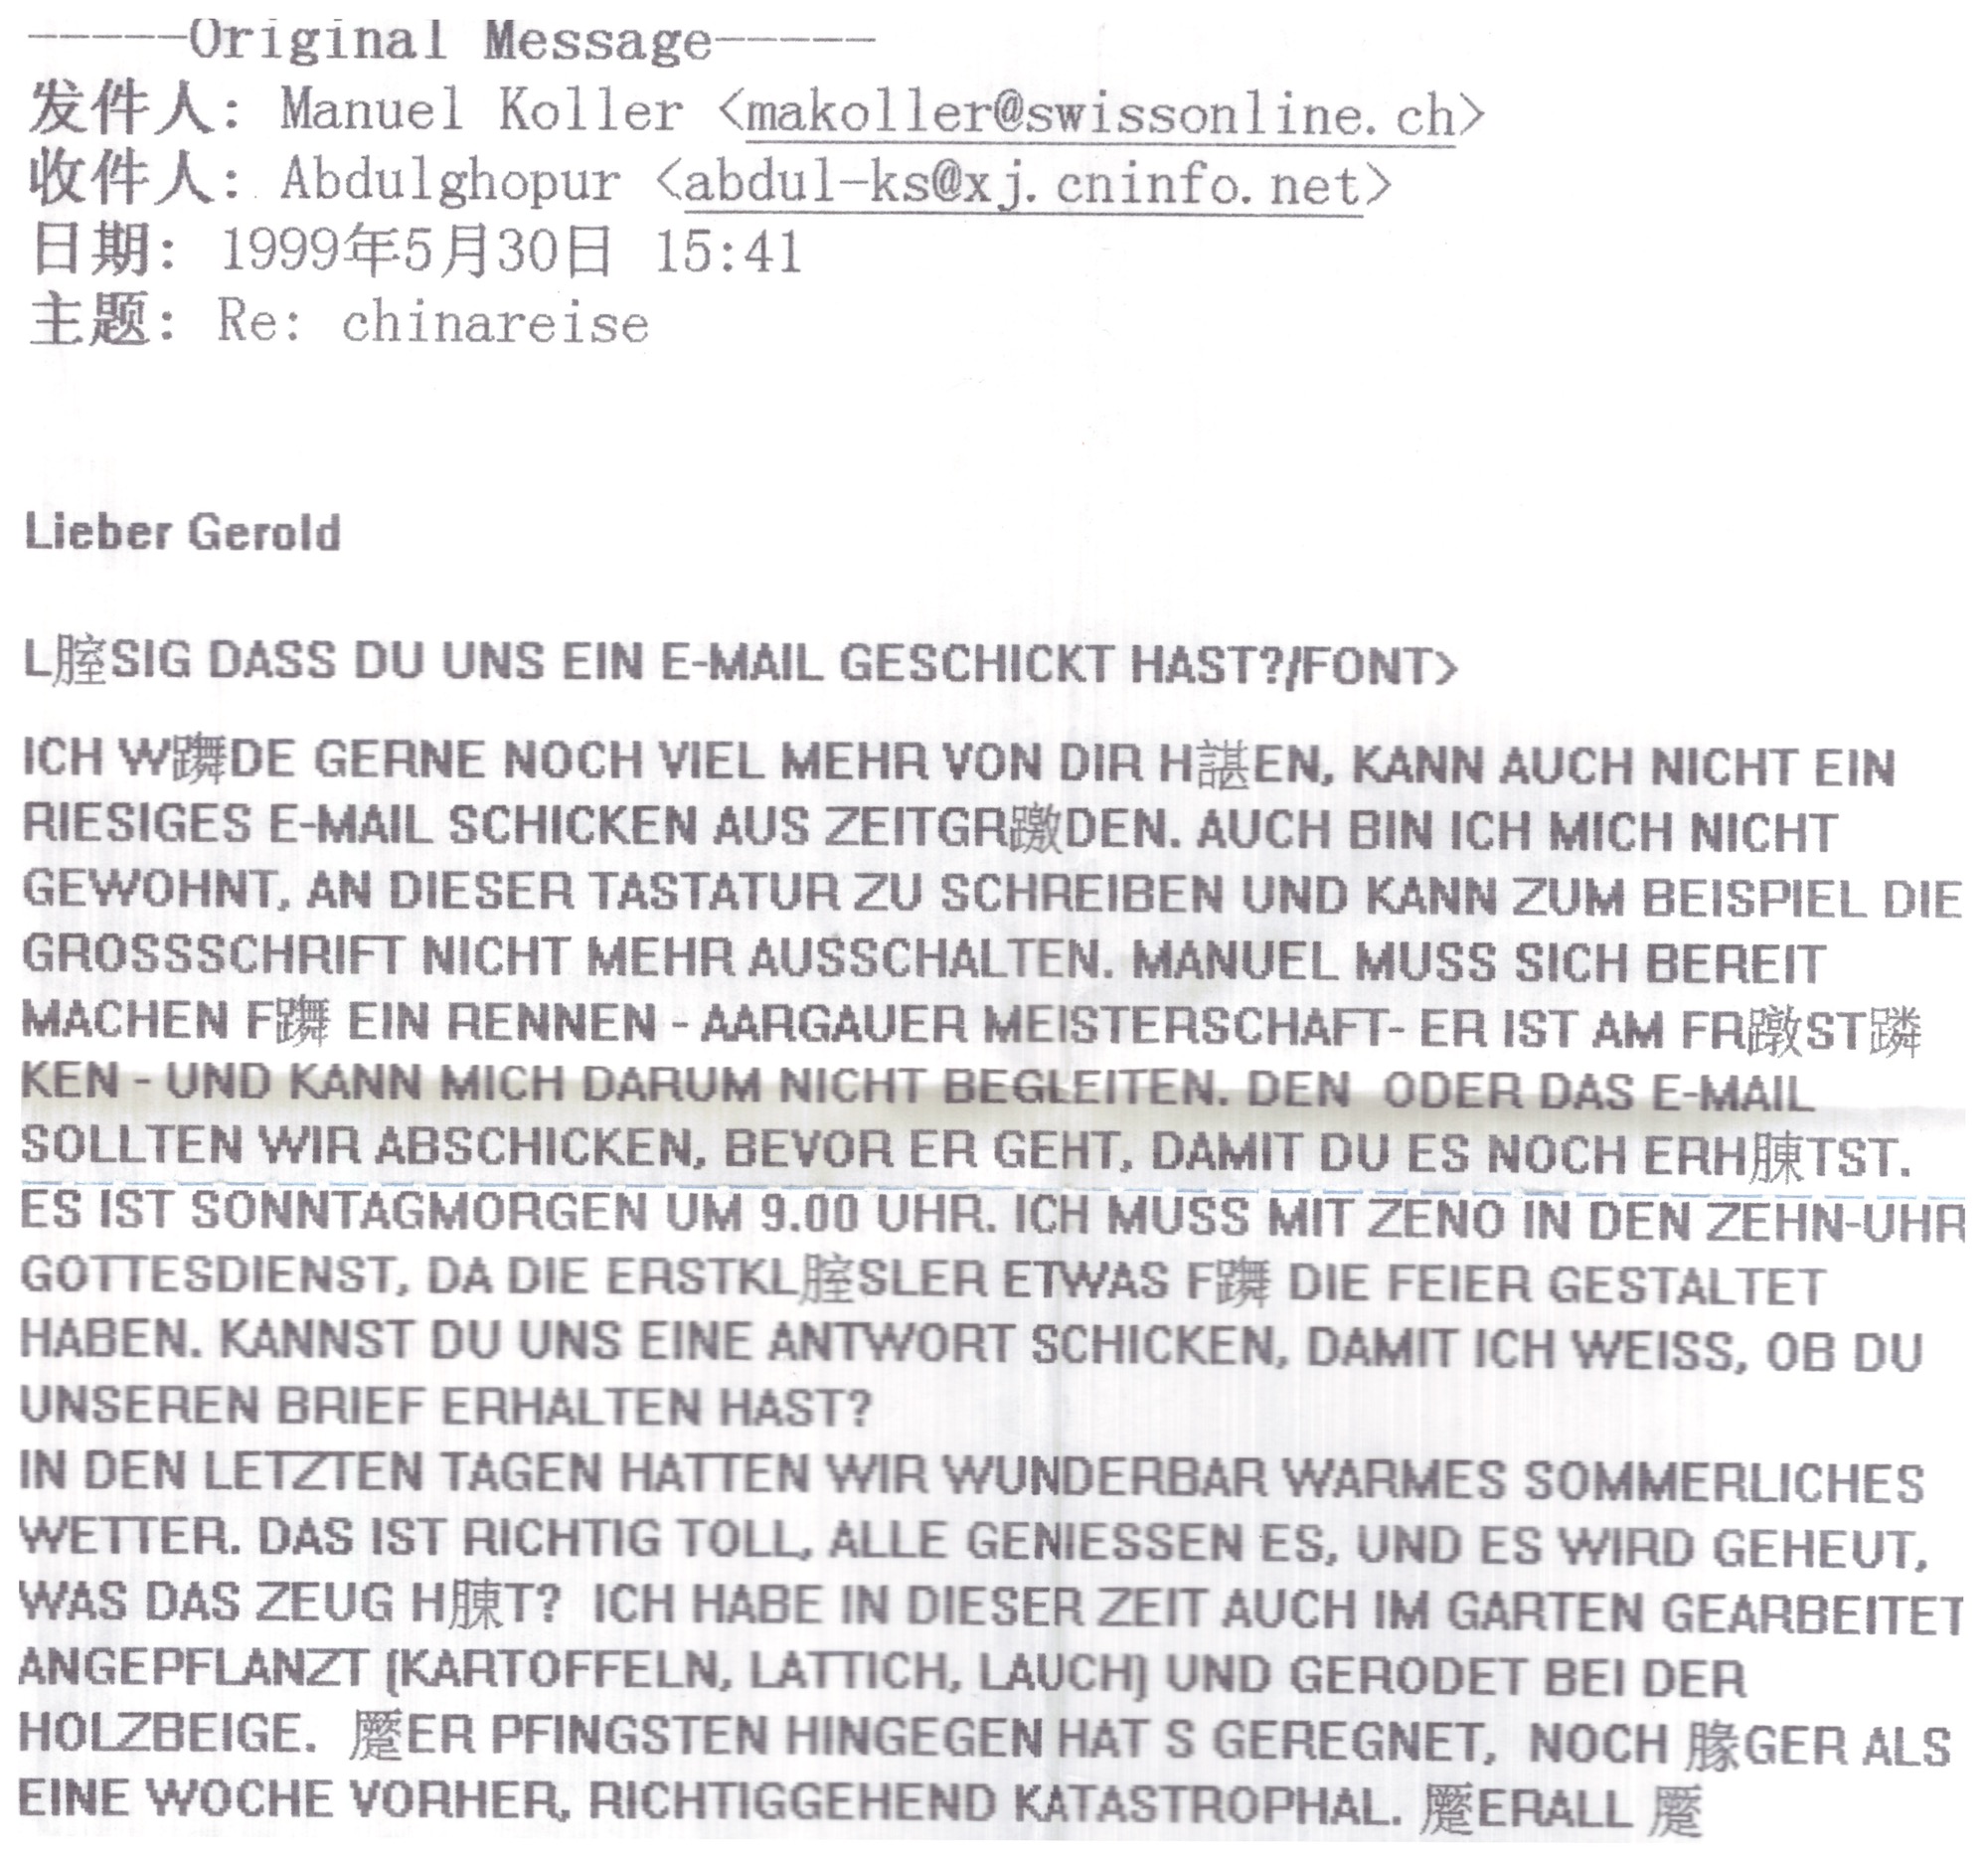 -----Original Message-----
发件人: Manuel Koller <makoller@swissonline.ch>
收件人: Abdulghopur <abdul-ks@xj.cninfo.net>
日期: 1999年5月30日 15:41
主题: Re: chinareise
Lieber Gerold
L腟SIG DASS DU UNS EIN E-MAIL GESCHICKT HAST?/FONT>
ICH W躌DE GERNE NOCH VIEL MEHR VON DIR H諶EN, KANN AUCH NICHT EIN
RIESIGES E-MAIL SCHICKEN AUS ZEITGR躈DEN. AUCH BIN ICH MICH NICHT
GEWOHNT, AN DIESER TASTATUR ZU SCHREIBEN UND KANN ZUM BEISPIEL DIE
GROSSSCHRIFT NICHT MEHR AUSSCHALTEN. MANUEL MUSS SICH BEREIT
MACHEN F躌 EIN RENNEN - AARGAUER MEISTERSCHAFT- ER IST AM FR蹾ST蹸
KEN - UND KANN MICH DARUM NICHT BEGLEITEN. DEN  ODER DAS E-MAIL
SOLLTEN WIR ABSCHICKEN, BEVOR ER GEHT, DAMIT DU ES NOCH ERH腖TST.
ES IST SONNTAGMORGEN UM 9.00 UHR. ICH MUSS MIT ZENO IN DEN ZEHN-UHR
GOTTESDIENST, DA DIE ERSTKL腟SLER ETWAS F躌 DIE FEIER GESTALTET
HABEN. KANNST DU UNS EINE ANTWORT SCHICKEN, DAMIT ICH WEISS, OB DU
UNSEREN BRIEF ERHALTEN HAST?
IN DEN LETZTEN TAGEN HATTEN WIR WUNDERBAR WARMES SOMMERLICHES
WETTER. DAS IST RICHTIG TOLL, ALLE GENIESSEN ES, UND ES WIRD GEHEUT,
WAS DAS ZEUG H腖T?  ICH HABE IN DIESER ZEIT AUCH IM GARTEN GEARBEITET
ANGEPFLANZT (KARTOFFELN, LATTICH, LAUCH) UND GERODET BEI DER
HOLZBEIGE.  蹷ER PFINGSTEN HINGEGEN HAT S GEREGNET,  NOCH 腞GER ALS
EINE WOCHE VORHER, RICHTIGGEHEND KATASTROPHAL. 蹷ERALL 蹷